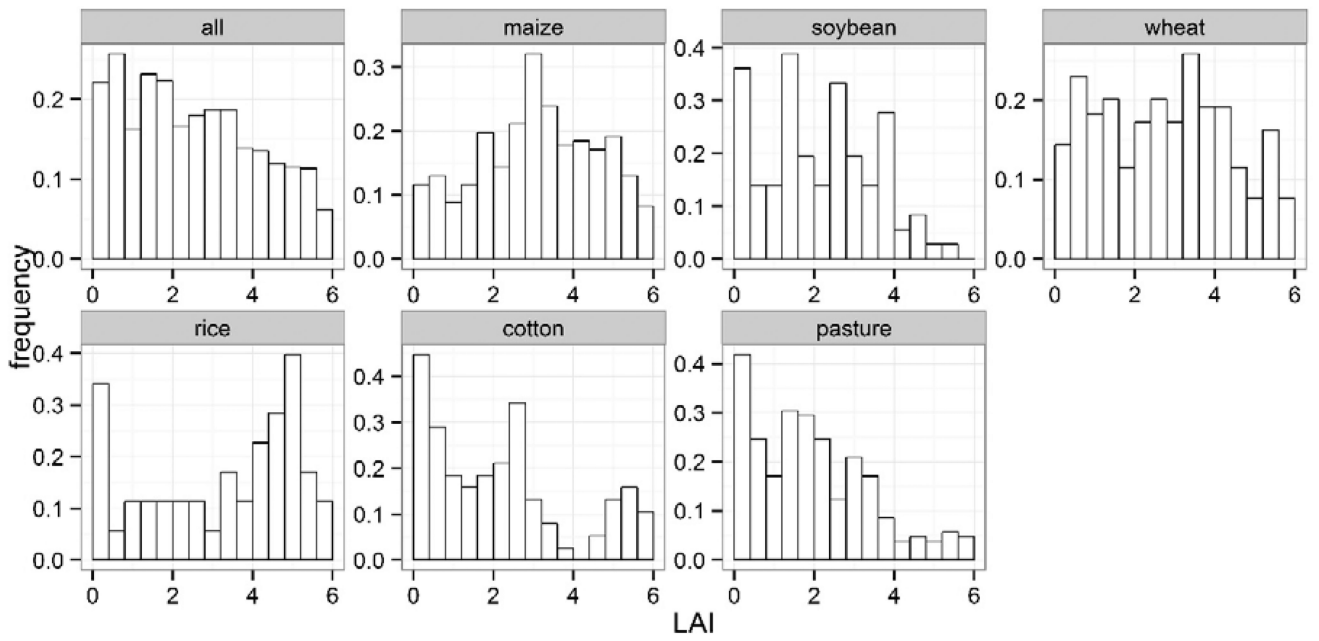 all maize soybean wheat
0.2 0.1 0.0
0.3 0.2 0.1 0.0
0.4 0.3 0.2 0.1 0.0
0.2 0.1 0.0
0 2 4 6 0 2 4 6 0 2 4 6 0 2 4 6
frequency
rice cotton pasture
0.4 0.3 0.2 0.1 0.0
0.4 0.3 0.2 0.1 0.0
0.4 0.3 0.2 0.1 0.0
0 2 4 6 0 2 4 6 0 2 4 6
LAI